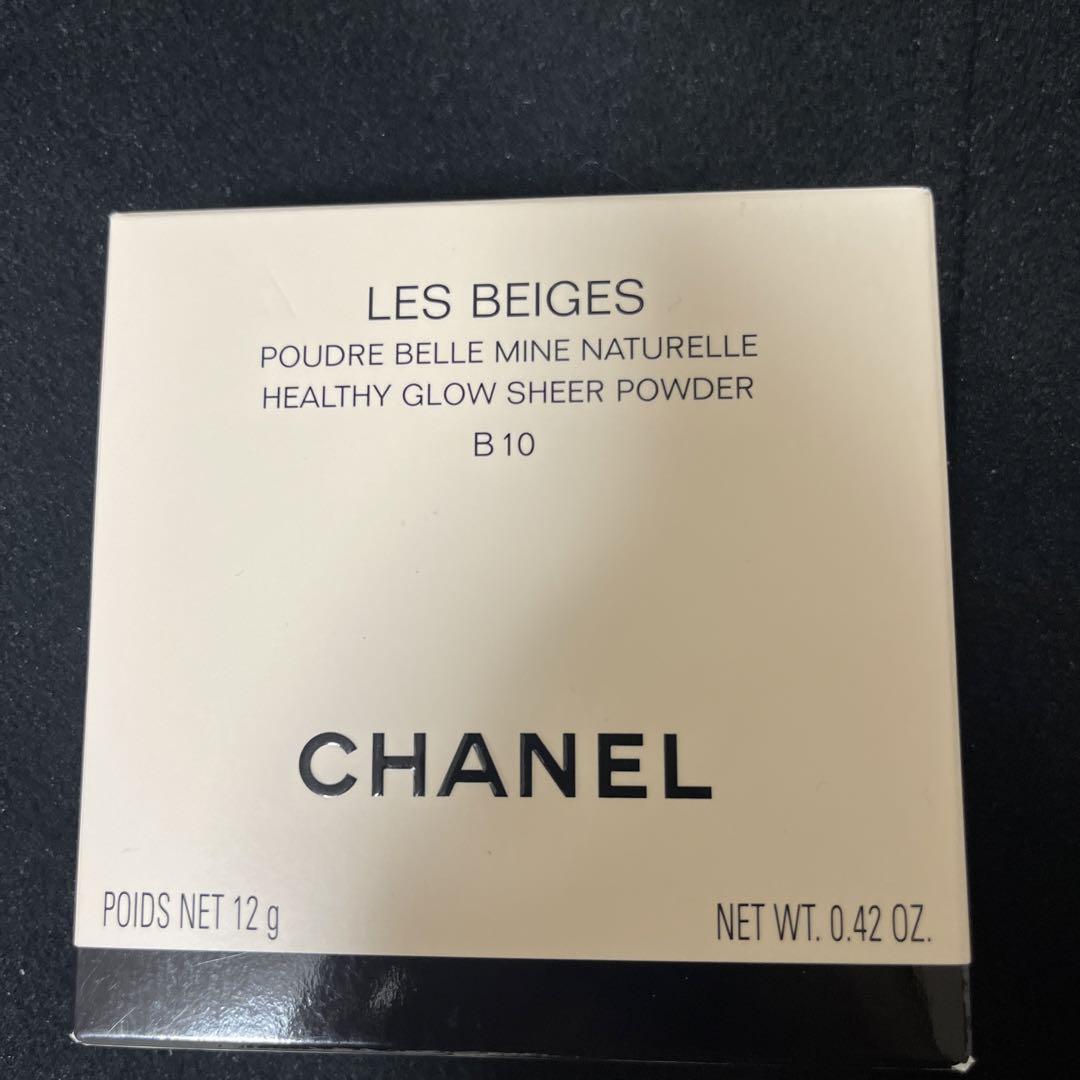 LES BEIGES
POUDRE BELLE MINE NATURELLE
HEALTHY GLOW SHEER POWDER
B 10
CHANEL
POIDS NET 12 g
NET WT. 0.42 OZ.